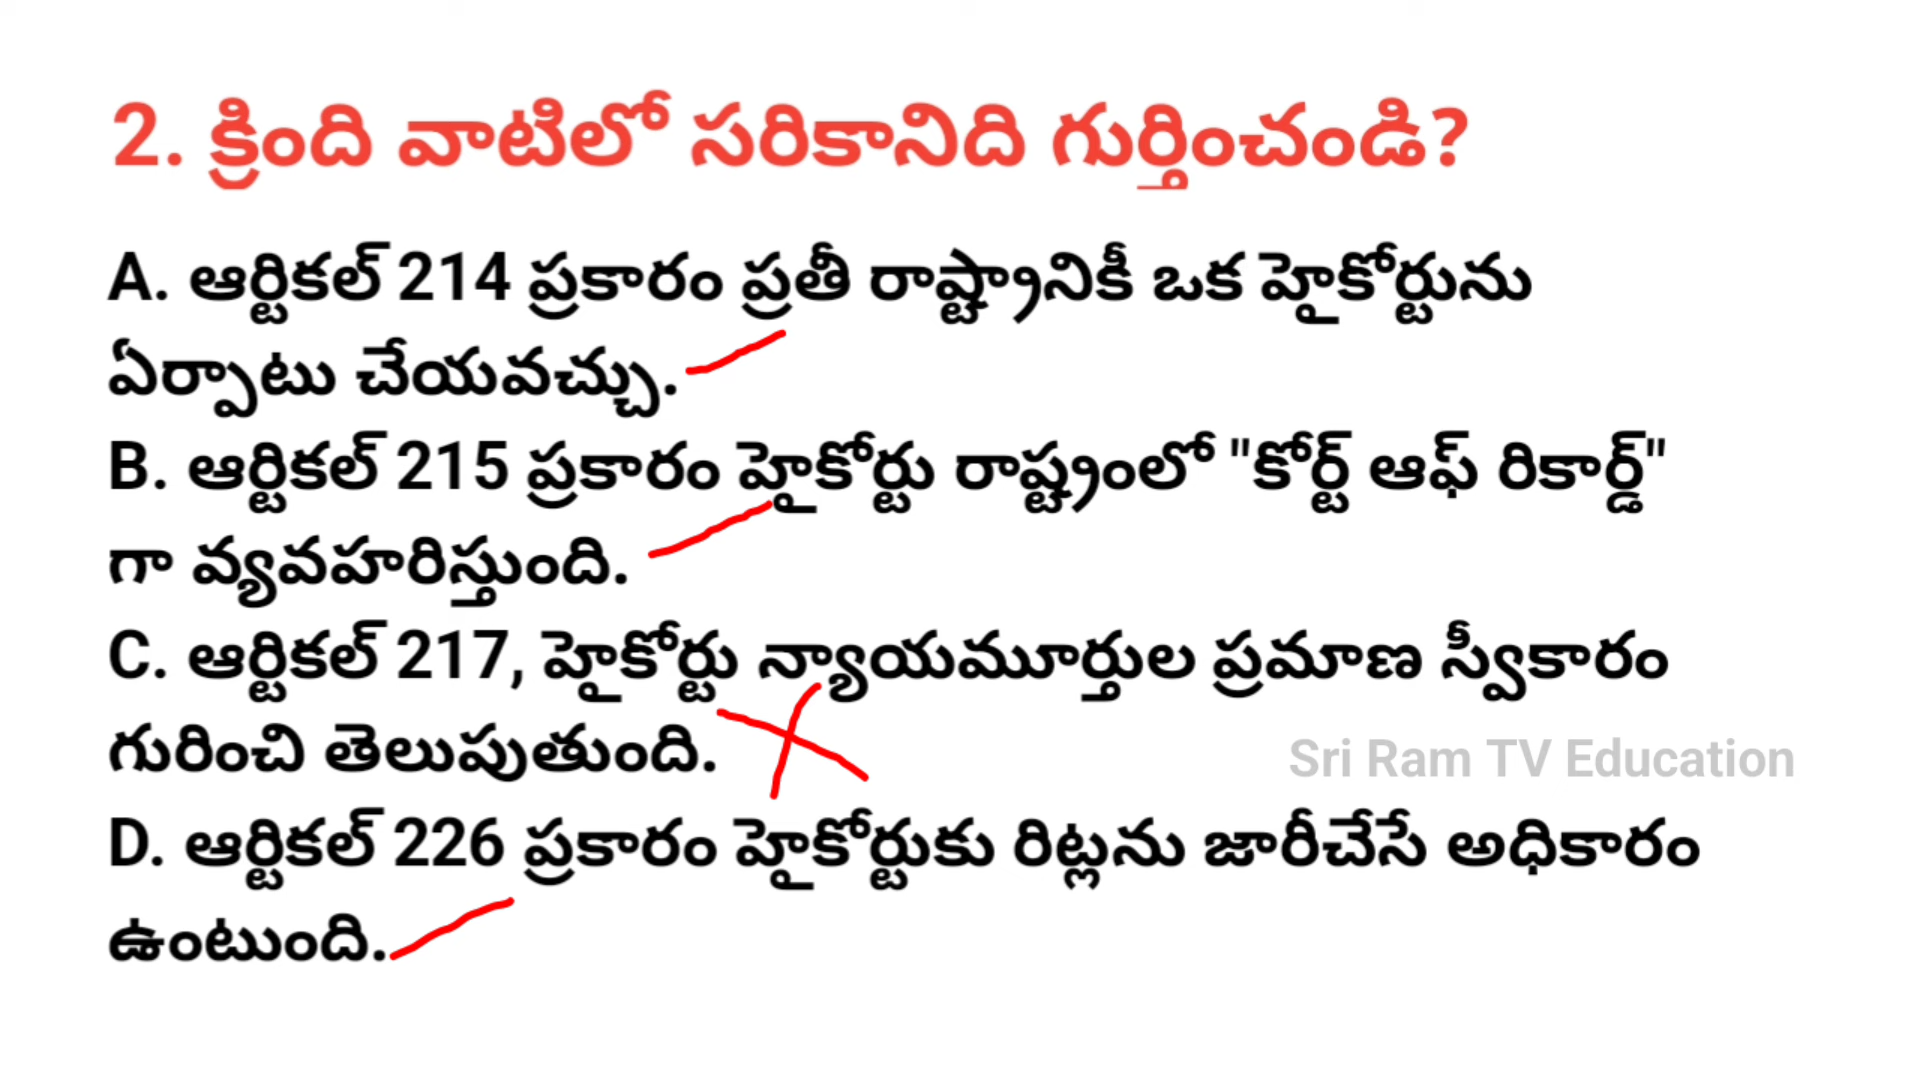 2. క్రింది వాటిలో సరికానిది గుర్తించండి?
A. ఆర్టికల్ 214 ప్రకారం ప్రతీ రాష్ట్రానికీ ఒక హైకోర్టును
ఏర్పాటు చేయవచ్చు.
B. ఆర్టికల్ 215 ప్రకారం హైకోర్టు రాష్ట్రంలో "కోర్ట్ ఆఫ్ రికార్డ్"
గా వ్యవహరిస్తుంది.
C. ఆర్టికల్ 217, హైకోర్టు న్యాయమూర్తుల ప్రమాణ స్వీకారం
గురించి తెలుపుతుంది.
Sri Ram TV Education
D. ఆర్టికల్ 226 ప్రకారం హైకోర్టుకు రిట్లను జారీచేసే అధికారం
ఉంటుంది.